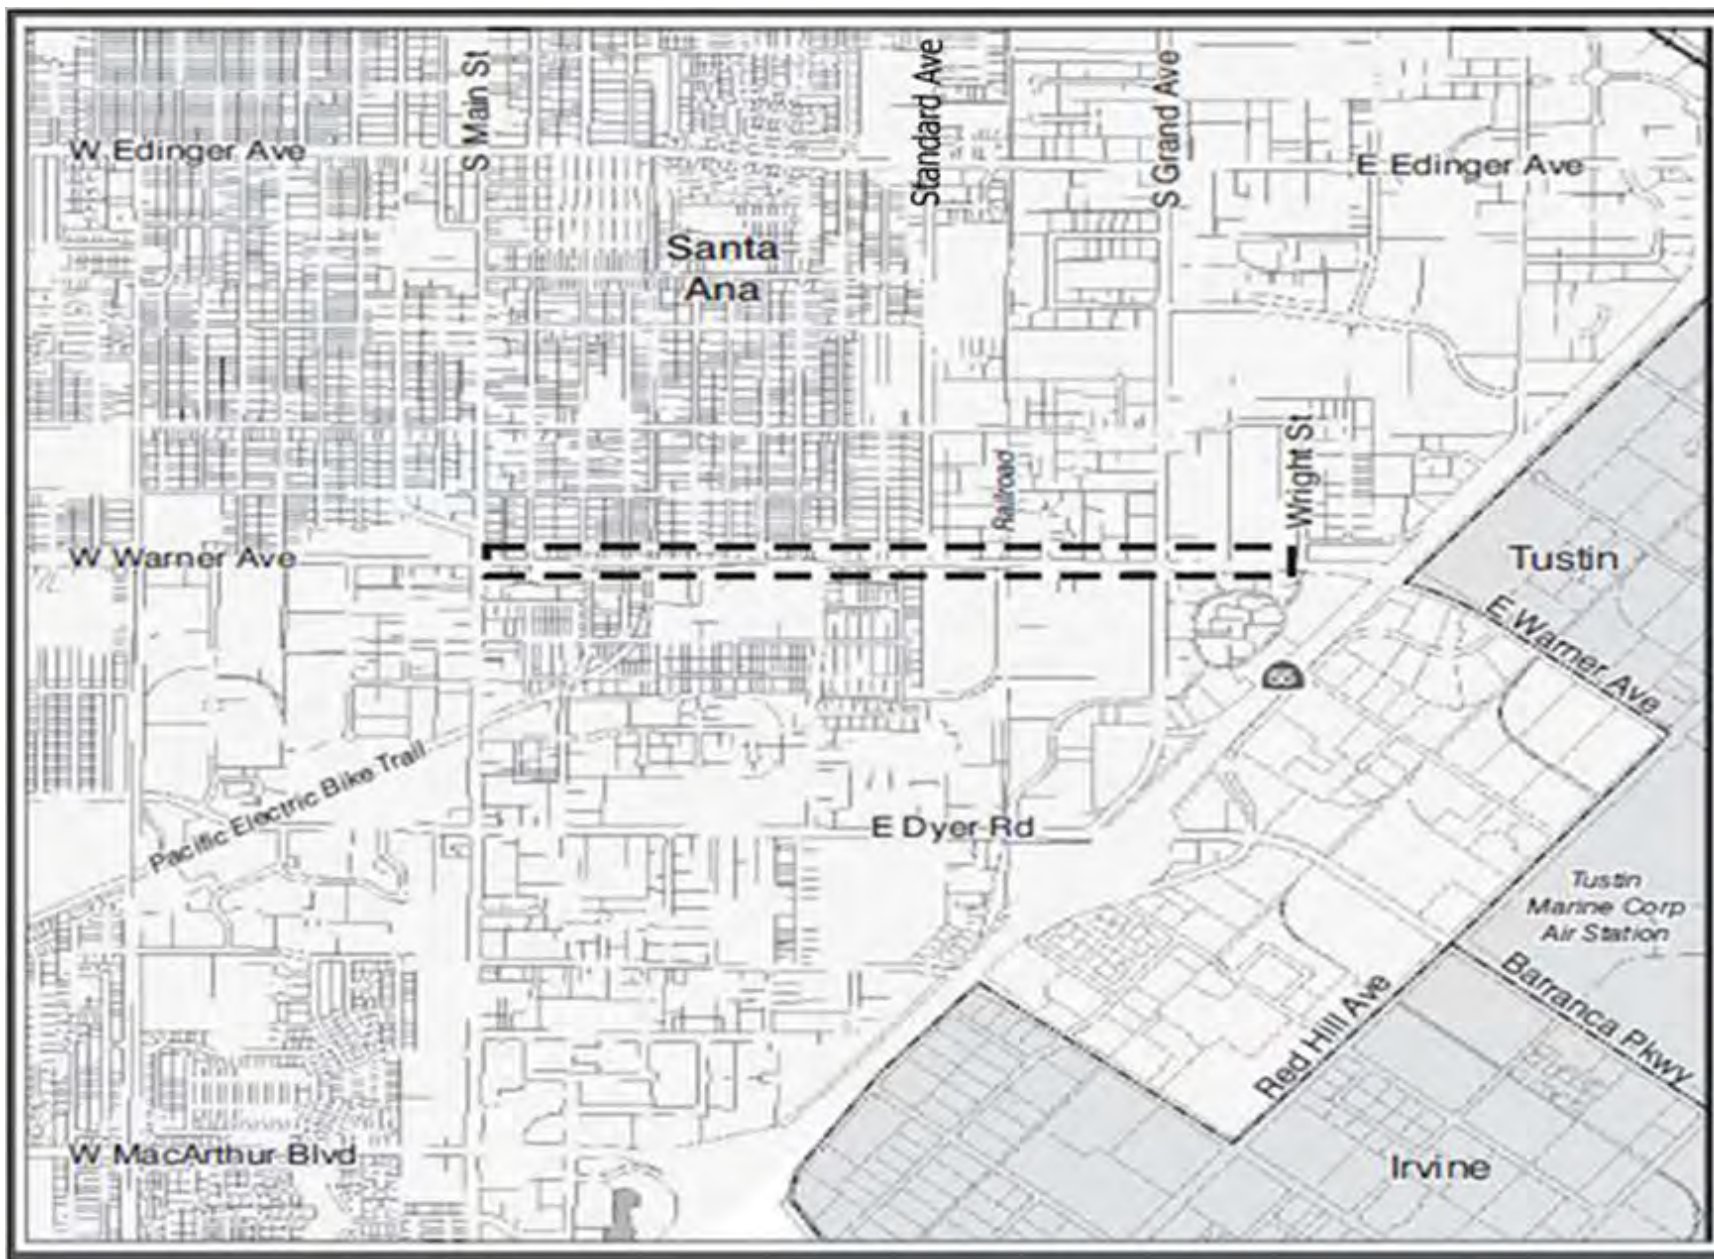 S Main St
Standard Ave
S Grand Ave
W Edinger Ave
E Edinger Ave
Santa
Ana
Railroad
Wright St
W Warner Ave
Tustin
E Warner Ave
55
Pacific Electric Bike Trail
E Dyer Rd
Tustin
Marine Corp
Air Station
Barranca Pkwy
Red Hill Ave
W MacArthur Blvd
Irvine